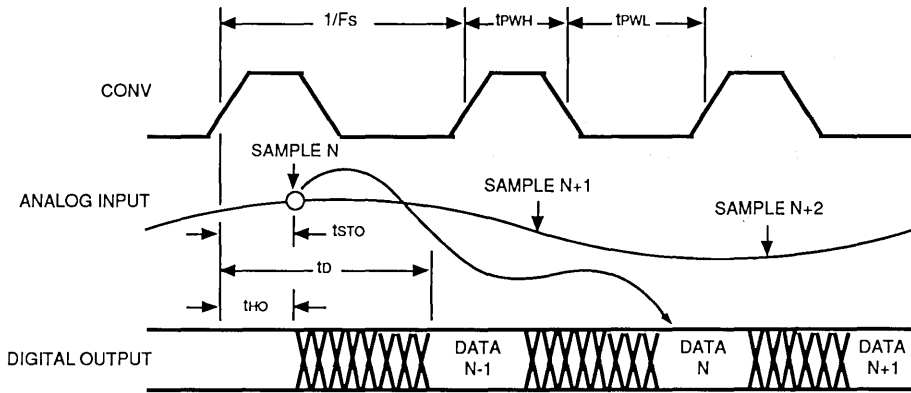 1/FS
tPWH
tPWL
CONV
SAMPLE N
ANALOG INPUT
SAMPLE N+1
SAMPLE N+2
tSTO
tD
tHO
DIGITAL OUTPUT
DATA
N-1
DATA
N
DATA
N+1